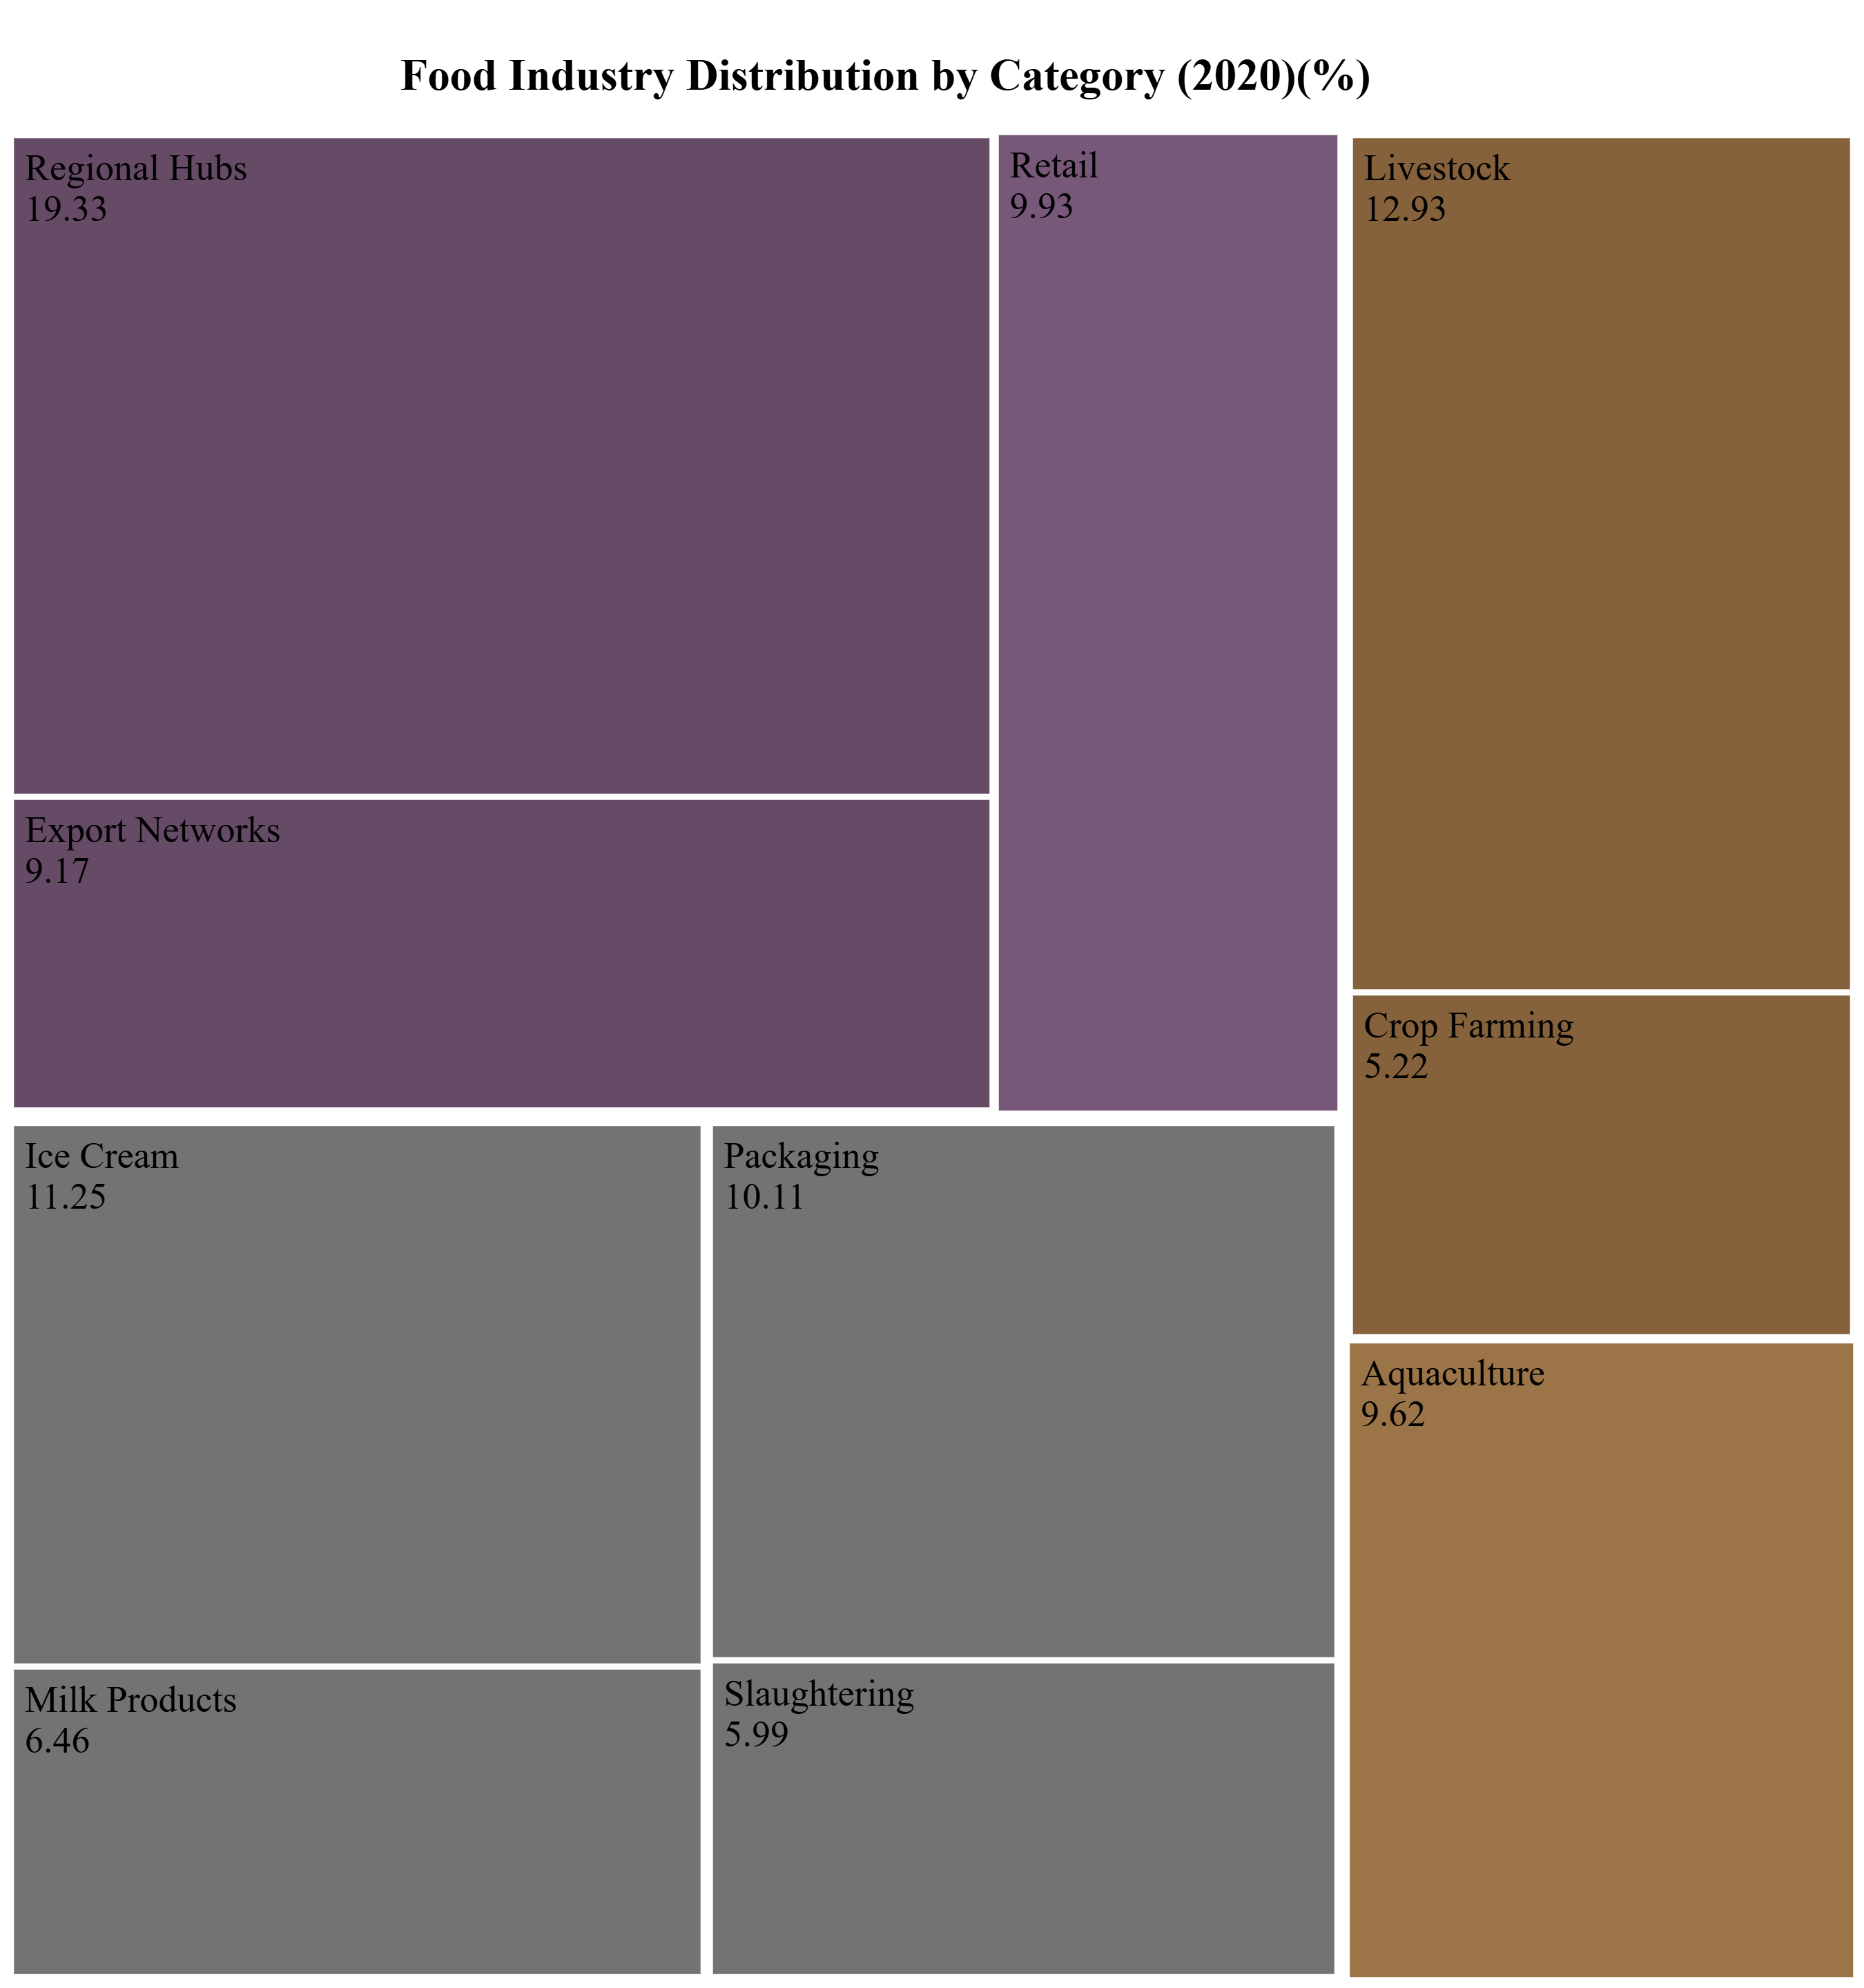 Food Industry Distribution by Category (2020)(%)
Regional Hubs
19.33
Retail
9.93
Livestock
12.93
Export Networks
9.17
Crop Farming
5.22
Ice Cream
11.25
Packaging
10.11
Aquaculture
9.62
Milk Products
6.46
Slaughtering
5.99